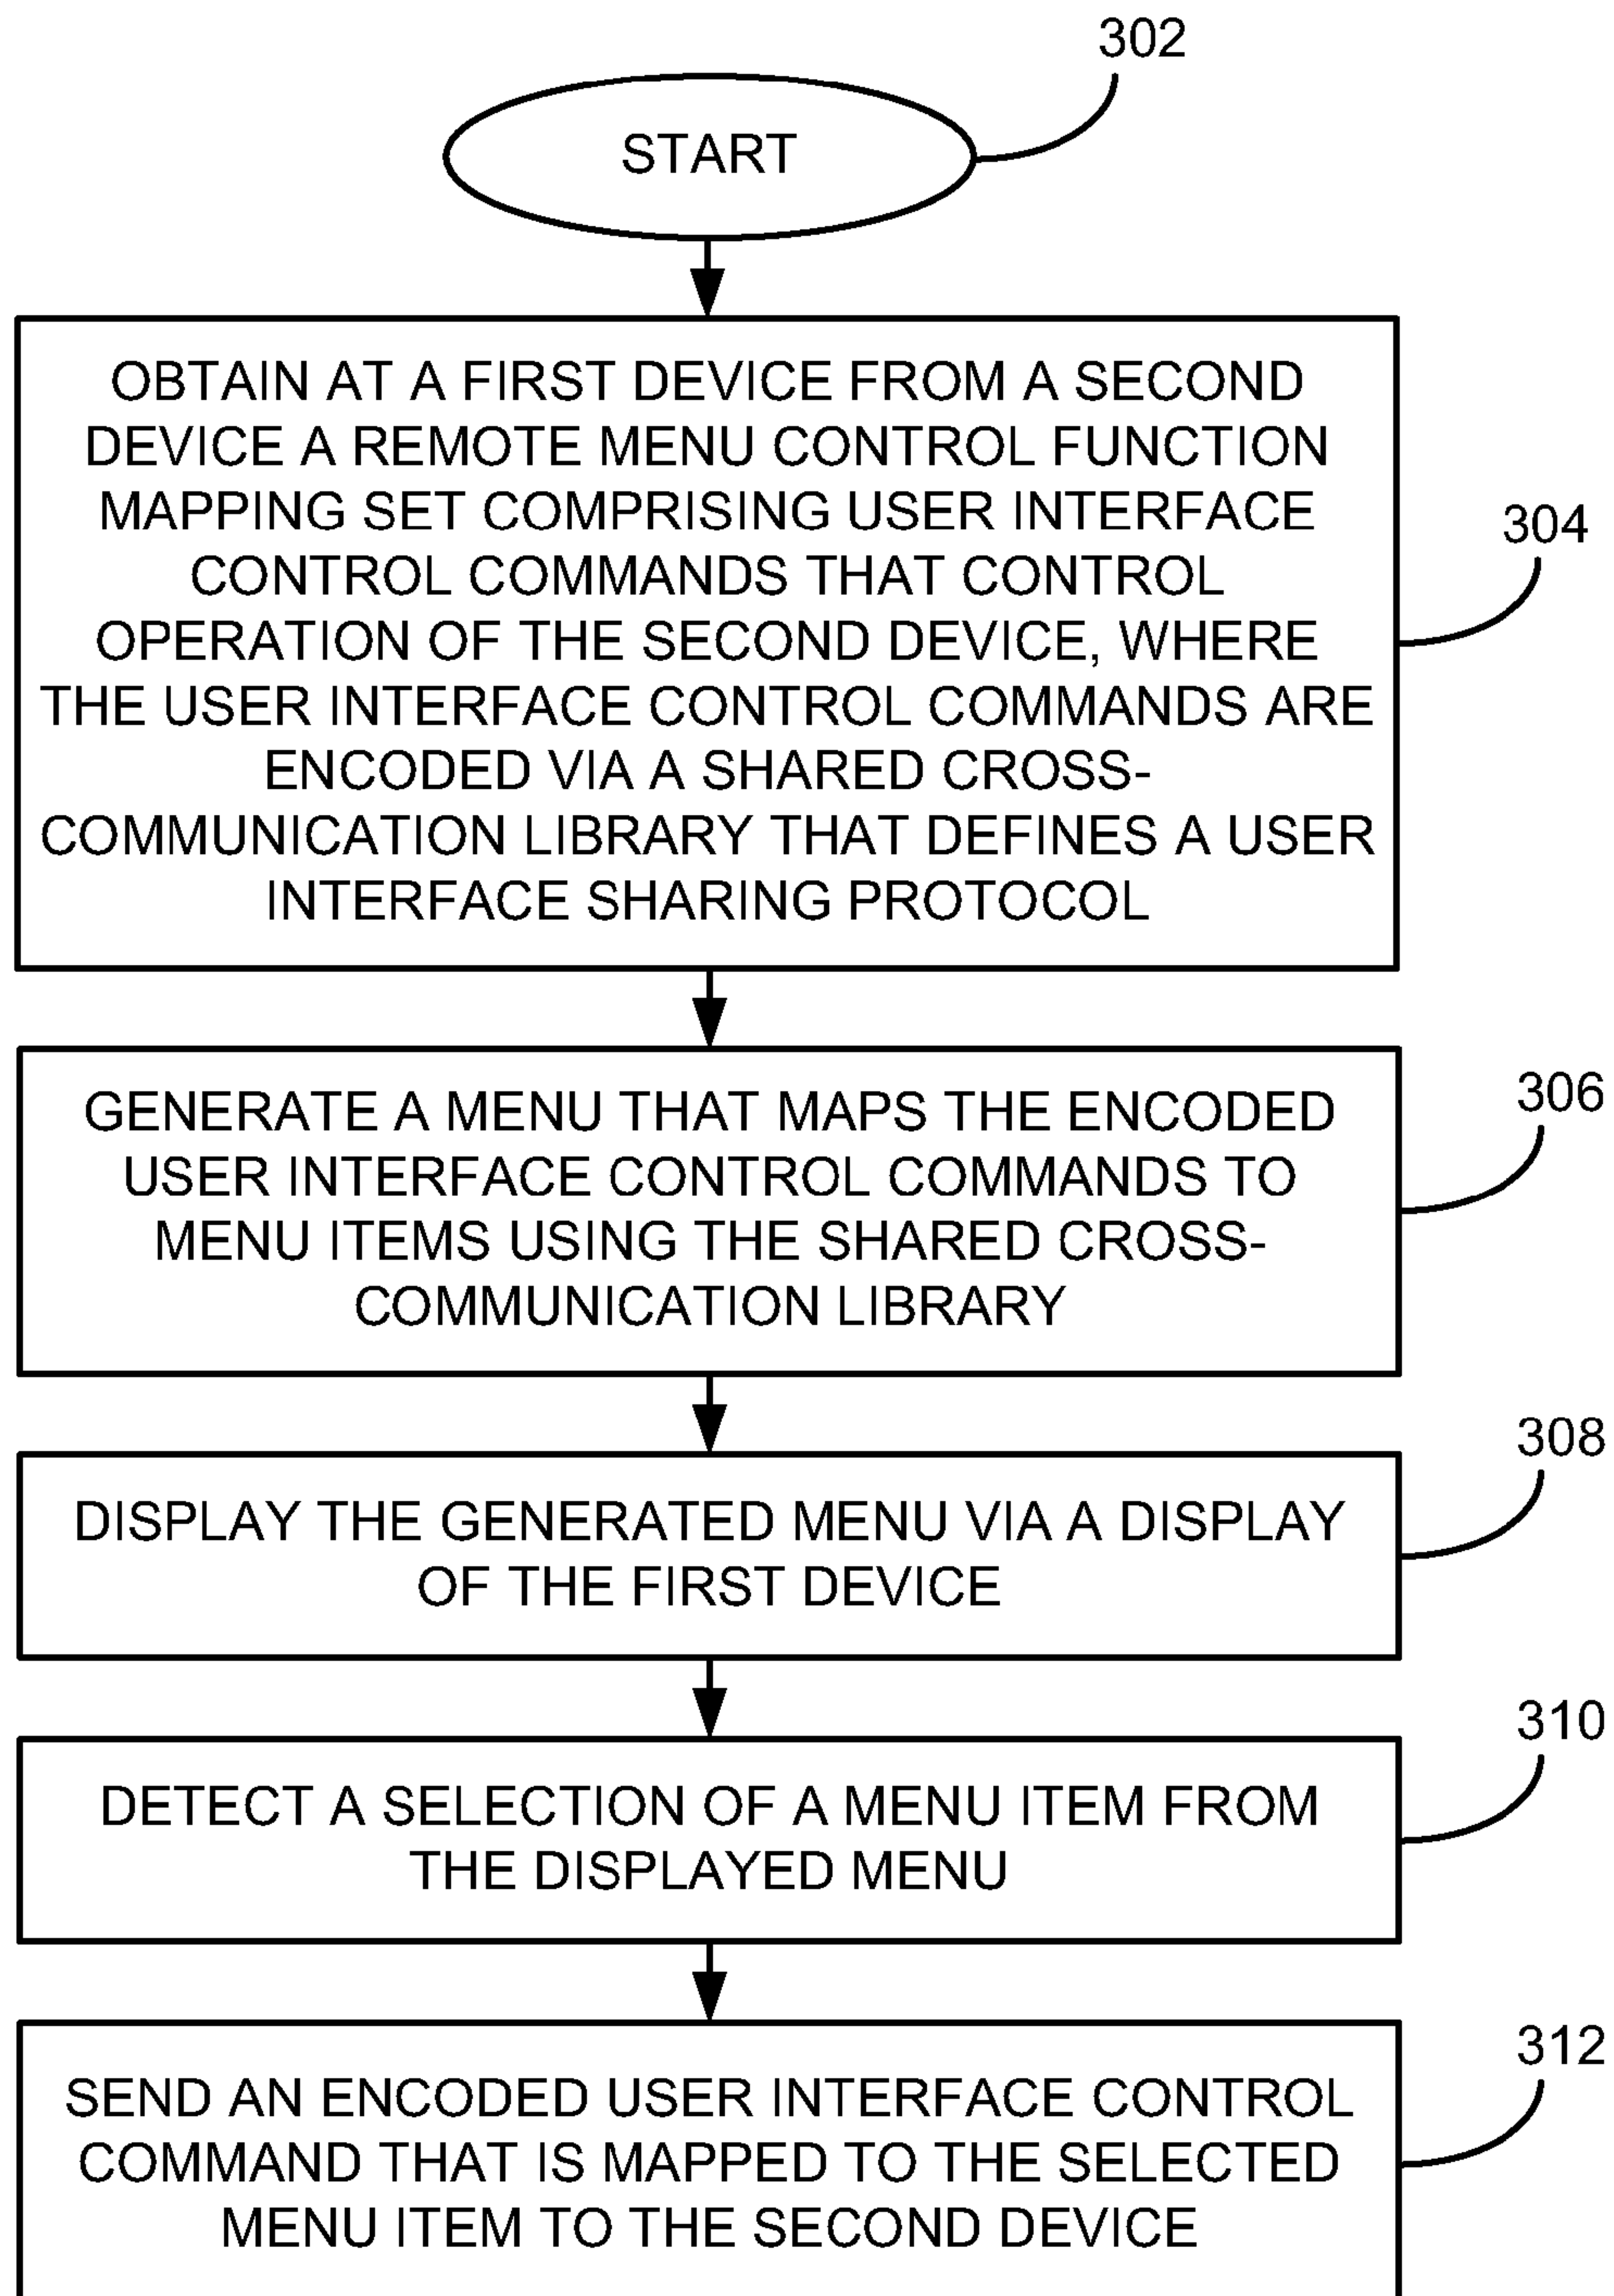 302
START
OBTAIN AT A FIRST DEVICE FROM A SECOND
DEVICE A REMOTE MENU CONTROL FUNCTION
MAPPING SET COMPRISING USER INTERFACE
CONTROL COMMANDS THAT CONTROL
OPERATION OF THE SECOND DEVICE, WHERE
THE USER INTERFACE CONTROL COMMANDS ARE
ENCODED VIA A SHARED CROSS-
COMMUNICATION LIBRARY THAT DEFINES A USER
INTERFACE SHARING PROTOCOL
304
GENERATE A MENU THAT MAPS THE ENCODED
USER INTERFACE CONTROL COMMANDS TO
MENU ITEMS USING THE SHARED CROSS-
COMMUNICATION LIBRARY
306
DISPLAY THE GENERATED MENU VIA A DISPLAY
OF THE FIRST DEVICE
308
DETECT A SELECTION OF A MENU ITEM FROM
THE DISPLAYED MENU
310
SEND AN ENCODED USER INTERFACE CONTROL
COMMAND THAT IS MAPPED TO THE SELECTED
MENU ITEM TO THE SECOND DEVICE
312